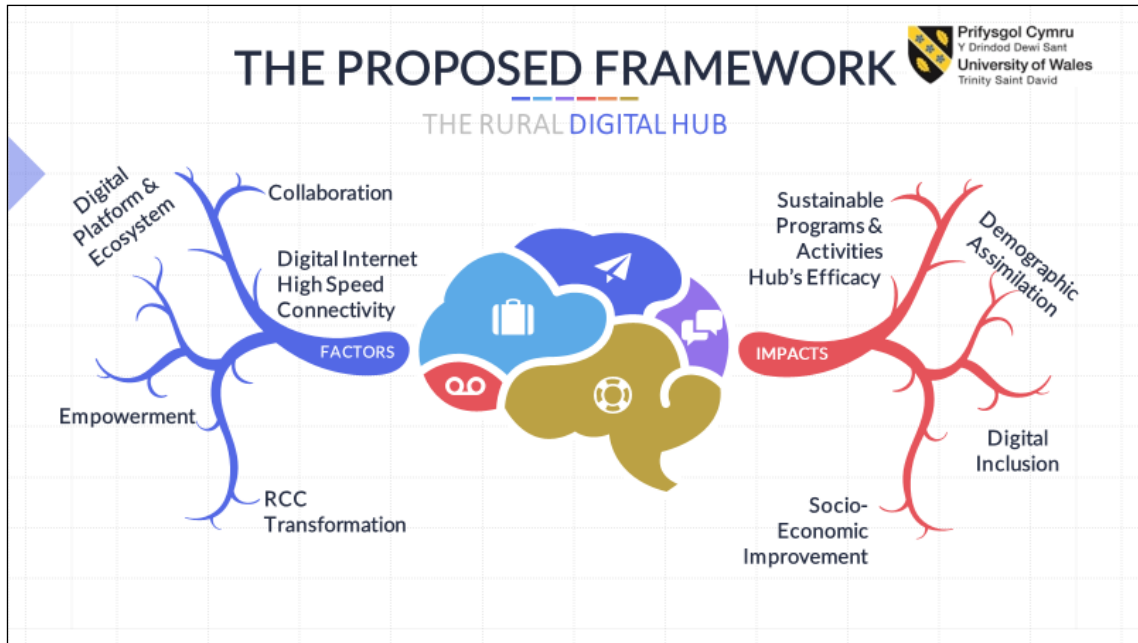 THE PROPOSED FRAMEWORK
Prifysgol Cymru
Y Drindod Dewi Sant
University of Wales
Trinity Saint David
THE RURAL DIGITAL HUB
Digital
Platform &
Ecosystem
Collaboration
Digital Internet
High Speed
Connectivity
FACTORS
Empowerment
RCC
Transformation
Sustainable
Programs &
Activities
Hub's Efficacy
Demographic
Assimilation
IMPACTS
Digital
Inclusion
Socio-
Economic
Improvement